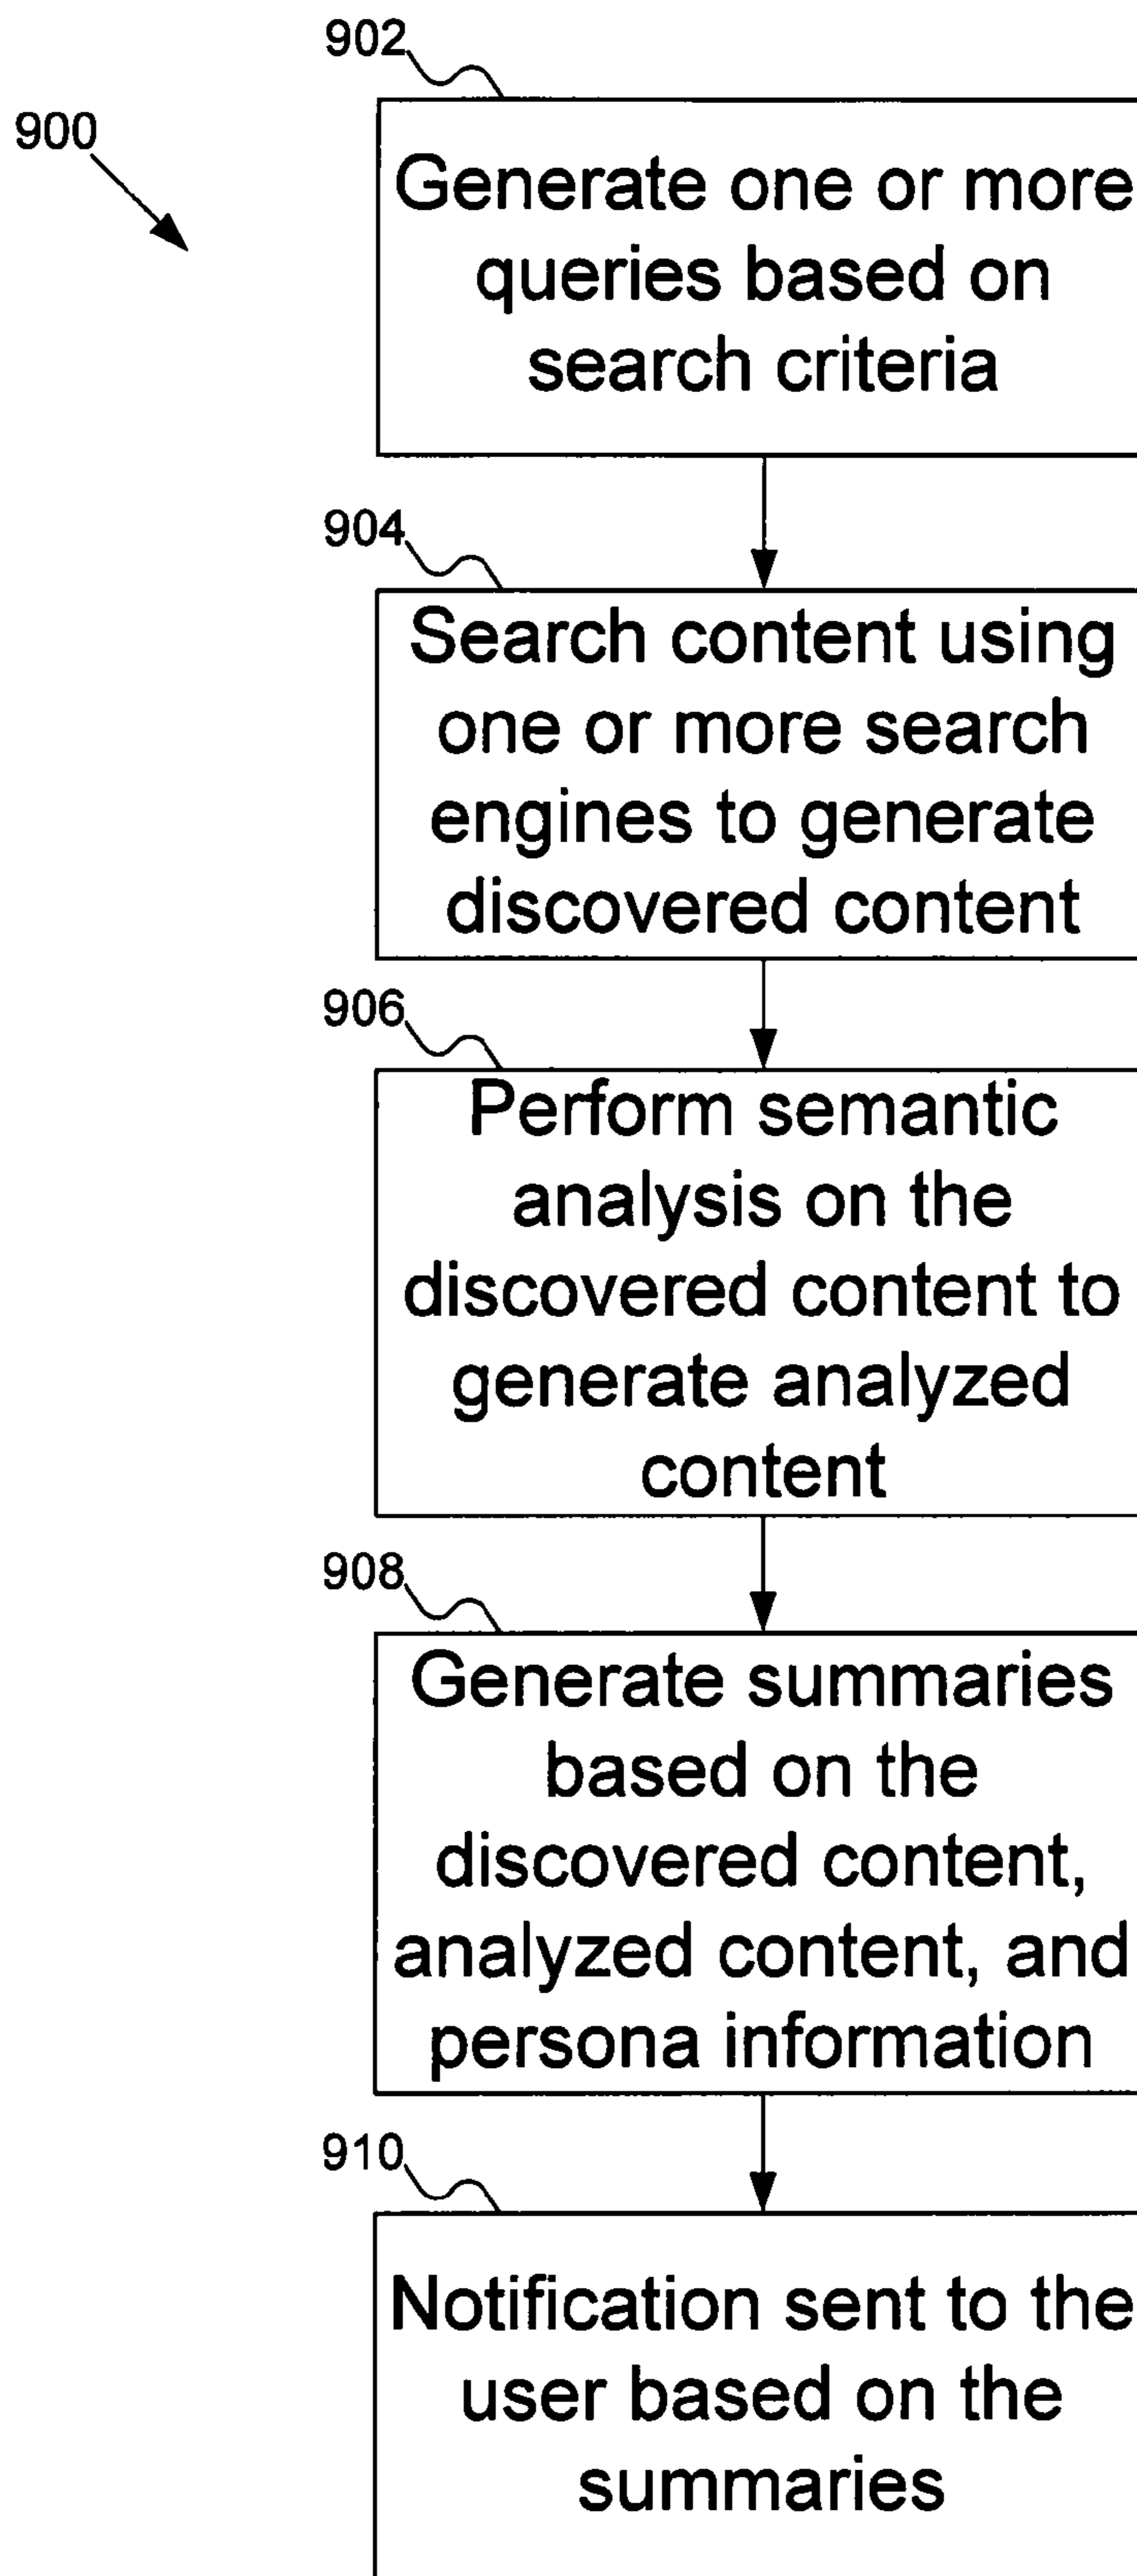 902
900
Generate one or more
queries based on
search criteria
904
Search content using
one or more search
engines to generate
discovered content
906
Perform semantic
analysis on the
discovered content to
generate analyzed
content
908
Generate summaries
based on the
discovered content,
analyzed content, and
persona information
910
Notification sent to the
user based on the
summaries